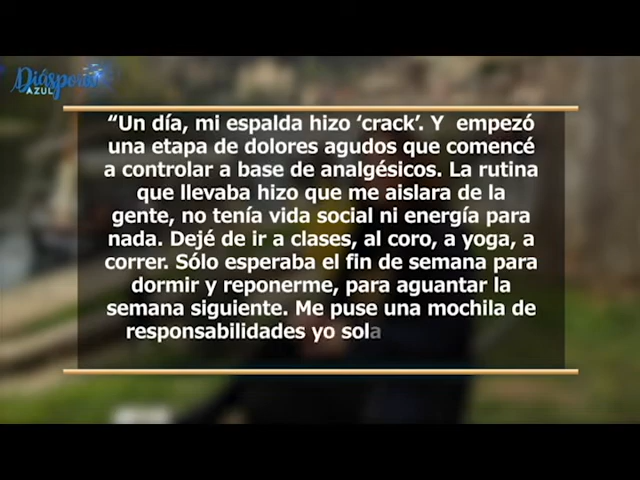 Diáspora
AZUL
“Un día, mi espalda hizo ‘crack’. Y  empezó
una etapa de dolores agudos que comencé
a controlar a base de analgésicos. La rutina
que llevaba hizo que me aislara de la
gente, no tenía vida social ni energía para
nada. Dejé de ir a clases, al coro, a yoga, a
correr. Sólo esperaba el fin de semana para
dormir y reponerme, para aguantar la
semana siguiente. Me puse una mochila de
responsabilidades yo sola